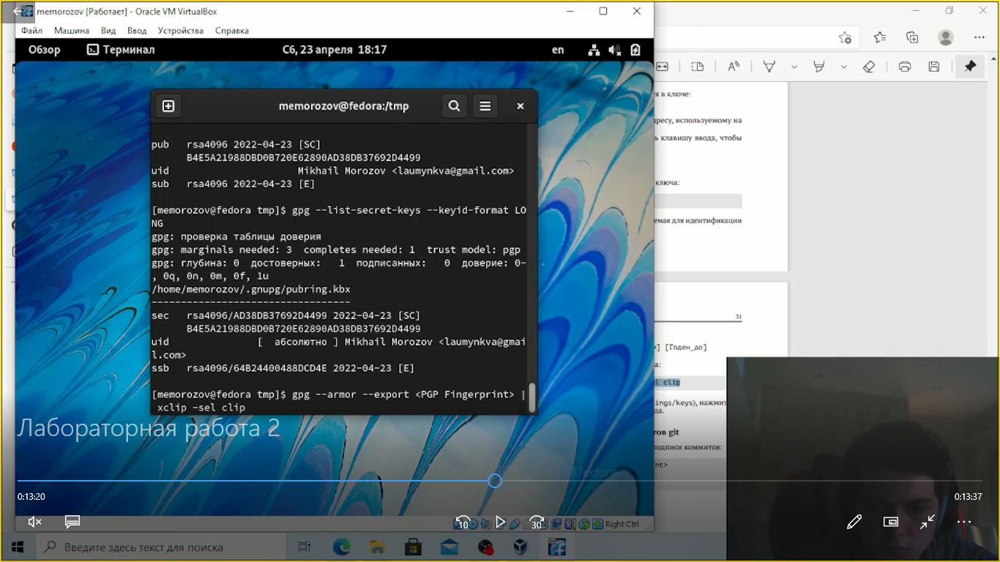 memorozov [Работает] - Oracle VM VirtualBox
Файл Машина Вид Ввод Устройства Справка
Обзор Терминал Сб, 23 апреля 18:17 en
memorozov@fedora:/tmp
pub rsa4096 2022-04-23 [SC]
B4E5A21988DBD0B720E62890AD38DB37692D4499
uid Mikhail Morozov <laumynkva@gmail.com>
sub rsa4096 2022-04-23 [E]
[memorozov@fedora tmp]$ gpg --list-secret-keys --keyid-format LO
NG
gpg: проверка таблицы доверия
gpg: marginals needed: 3 completes needed: 1 trust model: pgp
gpg: глубина: 0 достоверных: 1 подписанных: 0 доверие: 0-
, 0q, 0n, 0m, 0f, 1u
/home/memorozov/.gnupg/pubring.kbx
----------------------------------
sec rsa4096/AD38DB37692D4499 2022-04-23 [SC]
B4E5A21988DBD0B720E62890AD38DB37692D4499
uid [ абсолютно ] Mikhail Morozov <laumynkva@gmai
l.com>
ssb rsa4096/64B24400488DCD4E 2022-04-23 [E]
[memorozov@fedora tmp]$ gpg --armor --export <PGP Fingerprint> |
xclip -sel clip
ся в ключе:
ресу, используемому на
ь клавишу ввода, чтобы
ключа:
емая для идентификации
31
] [Годен_до]
а:
el clip
ings/keys), нажмит
да.
тов git
подписи коммитов:
int>
fedora
Лабораторная работа 2
0:13:20
0:13:37
10
30
Right Ctrl
Введите здесь текст для поиска